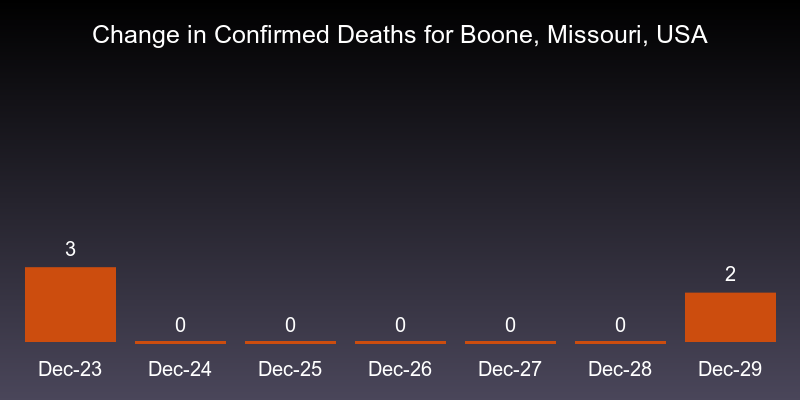 Change in Confirmed Deaths for Boone, Missouri, USA
3
0
0
0
0
0
2
Dec-23
Dec-24
Dec-25
Dec-26
Dec-27
Dec-28
Dec-29